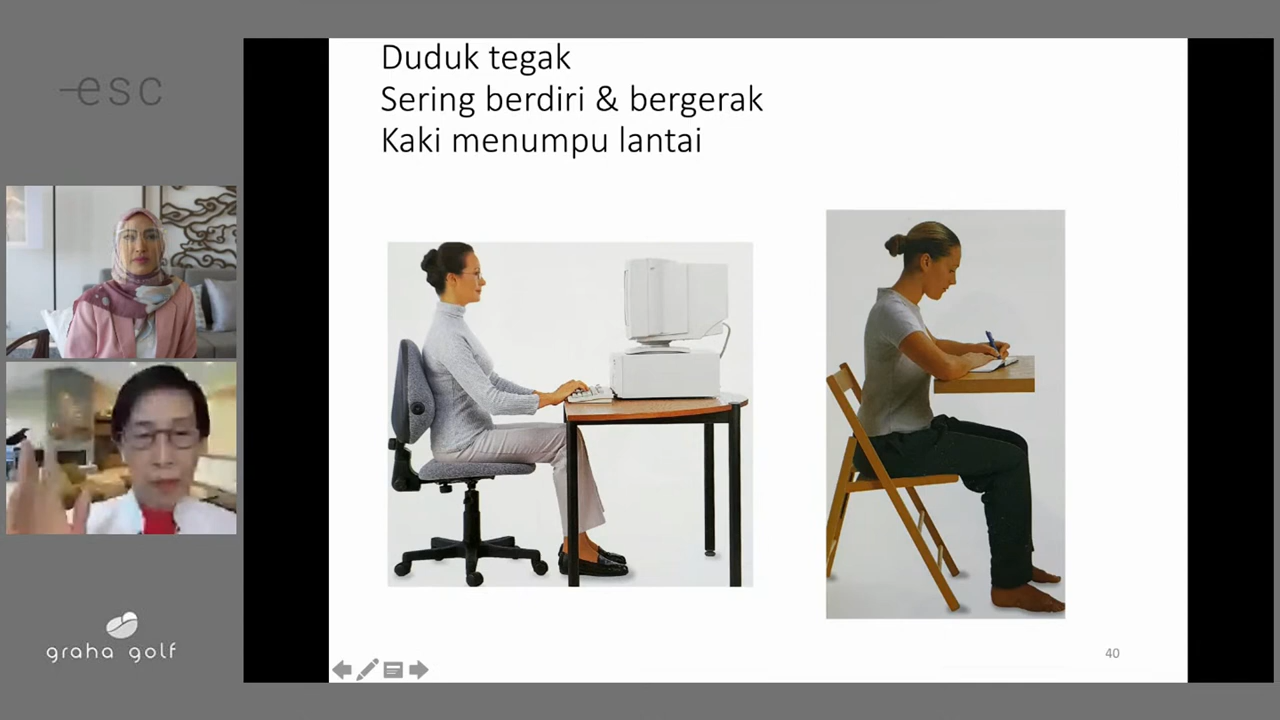 esc
Duduk tegak
Sering berdiri & bergerak
Kaki menumpu lantai
graha golf
40